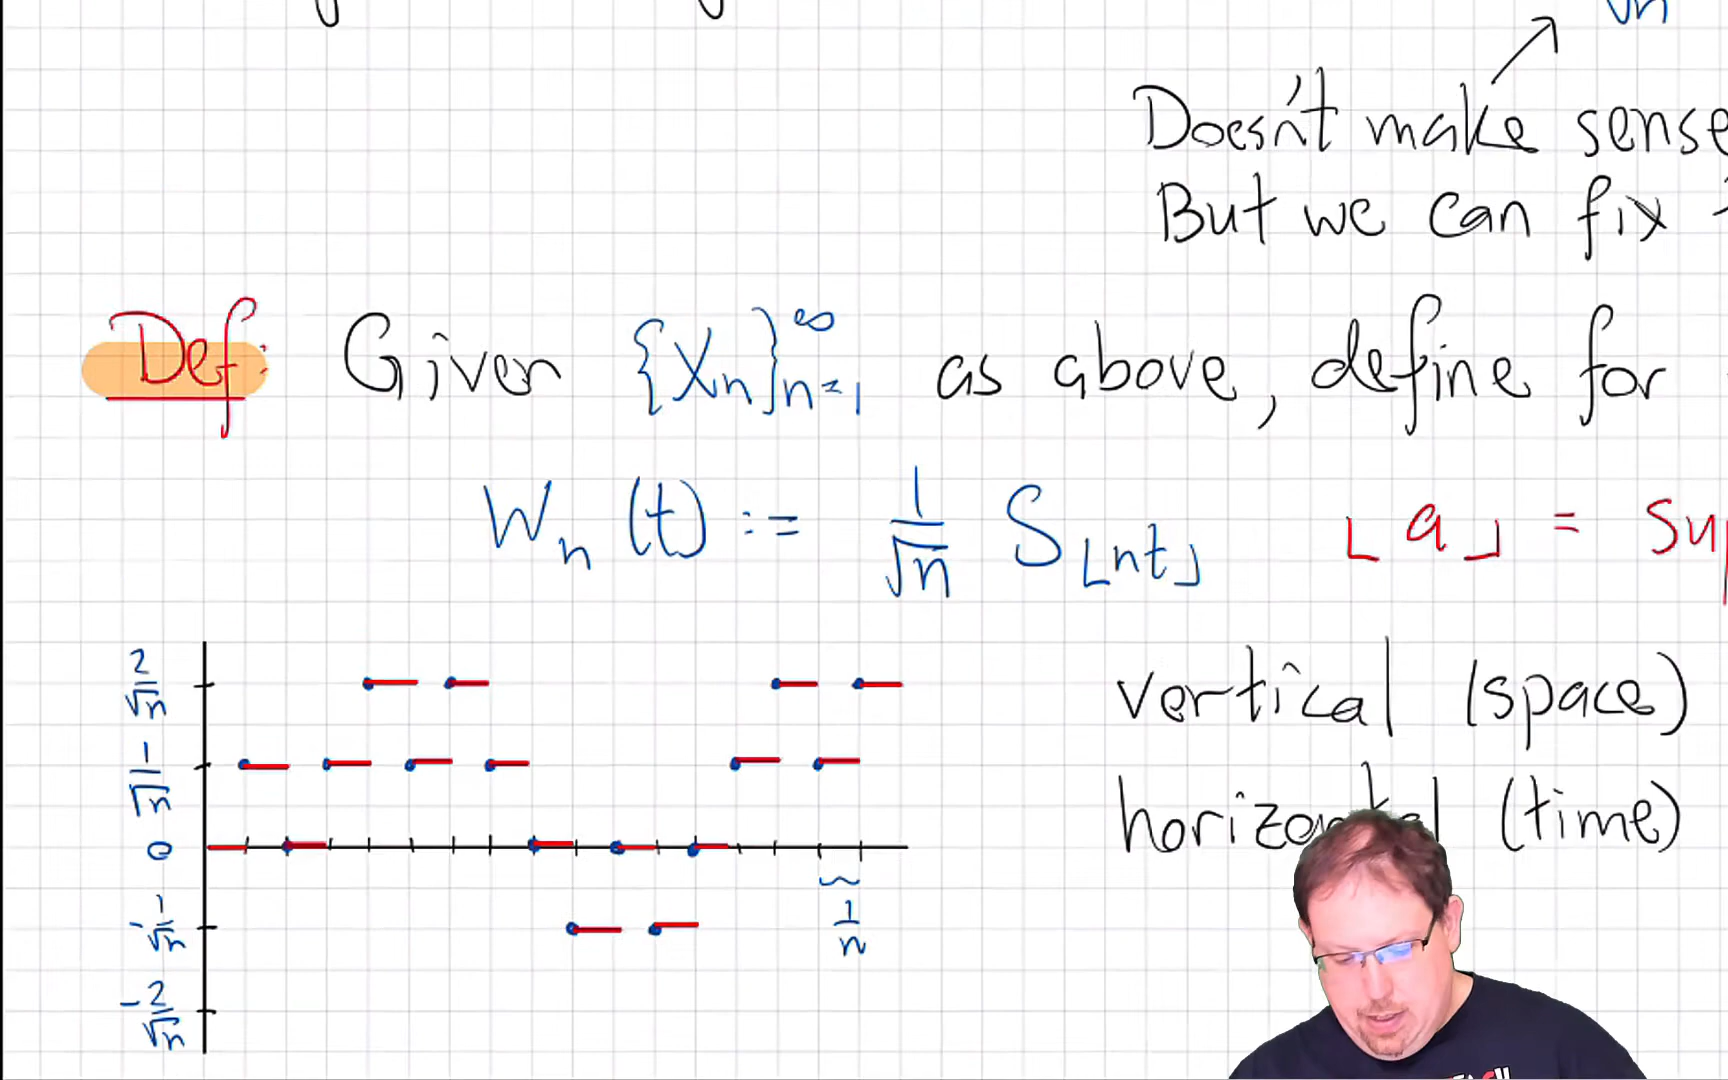 √n
Doesn't make sense
But we can fix
Def: Given {Xn}∞n=1 as above, define for
Wn (t) := 1/√n S⌊nt⌋ ⌊a⌋ = Sup
2/√n
1/√n
0
-1/√n
-2/√n
1/n
vertical (space)
horizontal (time)